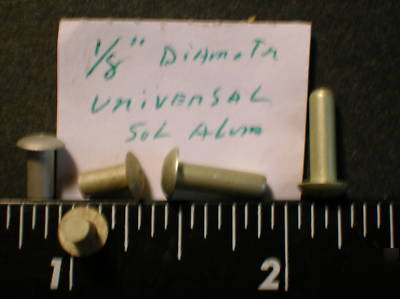 1/8" Diameter
Universal
Sol Alum
1 2